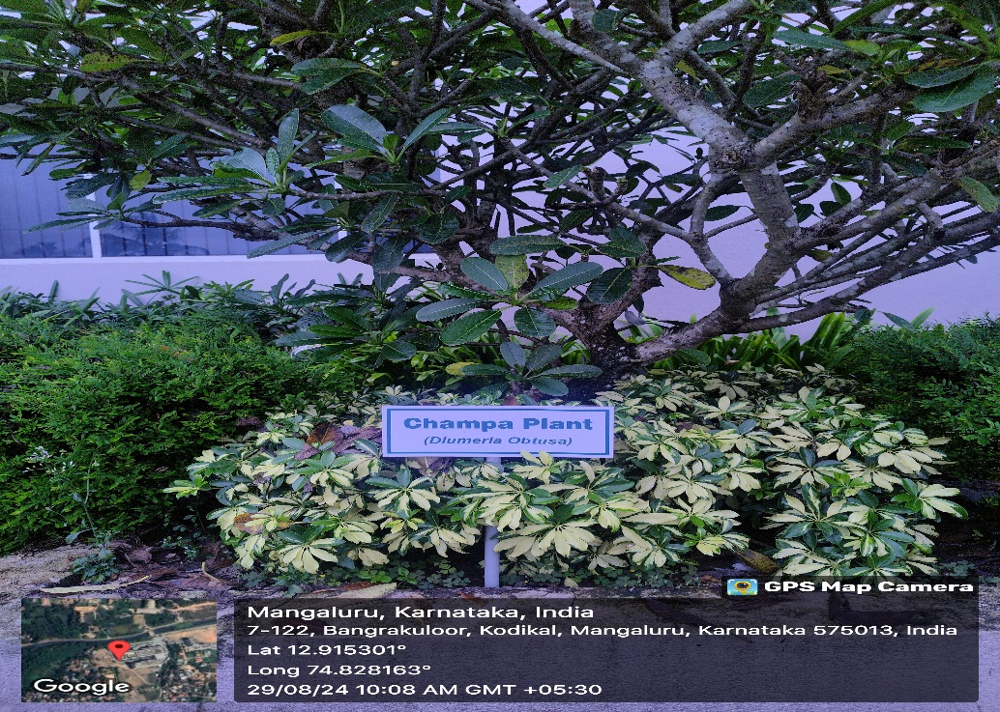 Champa Plant
(Dlumeria Obtusa)
GPS Map Camera
Mangaluru, Karnataka, India
7-122, Bangrakuloor, Kodikal, Mangaluru, Karnataka 575013, India
Lat 12.915301°
Long 74.828163°
29/08/24 10:08 AM GMT +05:30
Google